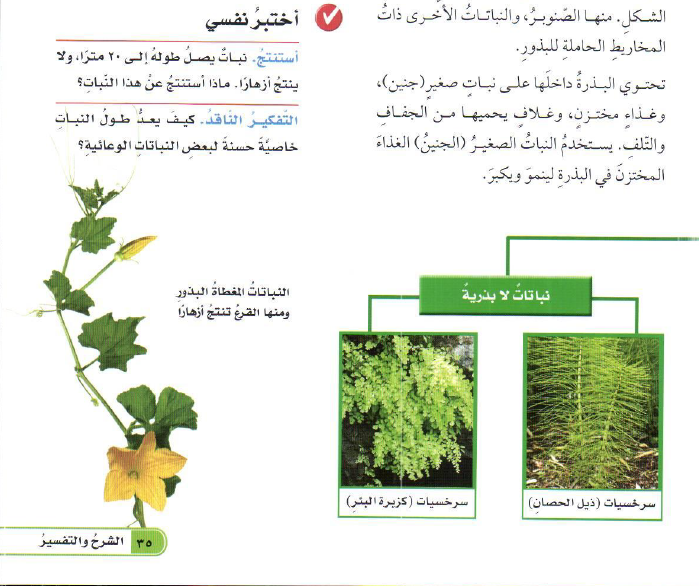 الشكلِ. منها الصّنوبرُ، والنباتاتُ الأخرى ذاتُ
المخاريطِ الحاملةِ للبذورِ.
تحتوي البذرةُ داخلَها على نباتٍ صغيرٍ (جنين)،
وغذاءٍ مختزنٍ، وغلافٍ يحميها من الجفافِ
والتّلفِ. يستخدمُ النباتُ الصغيرُ (الجنينُ) الغذاءَ
المختزنَ في البذرةِ لينموَ ويكبرَ.
أختبرُ نفسي
أستنتجُ. نباتٌ يصلُ طولهُ إلى ٢٠ مترًا، ولا
ينتجُ أزهارًا. ماذا أستنتجُ عنْ هذا النّباتِ؟
التّفكيرُ النّاقدُ. كيفَ يعدُّ طولُ النباتِ
خاصيّةً حسنةً لبعضِ النباتاتِ الوعائيةِ؟
النباتاتُ المغطاةُ البذورِ
ومنها القرعُ تنتجُ أزهارًا
نباتاتٌ لا بذريةٌ
سرخسيات (ذيل الحصانِ)
سرخسيات (كزبرة البئرِ)
٣٥ الشرحُ والتفسيرُ